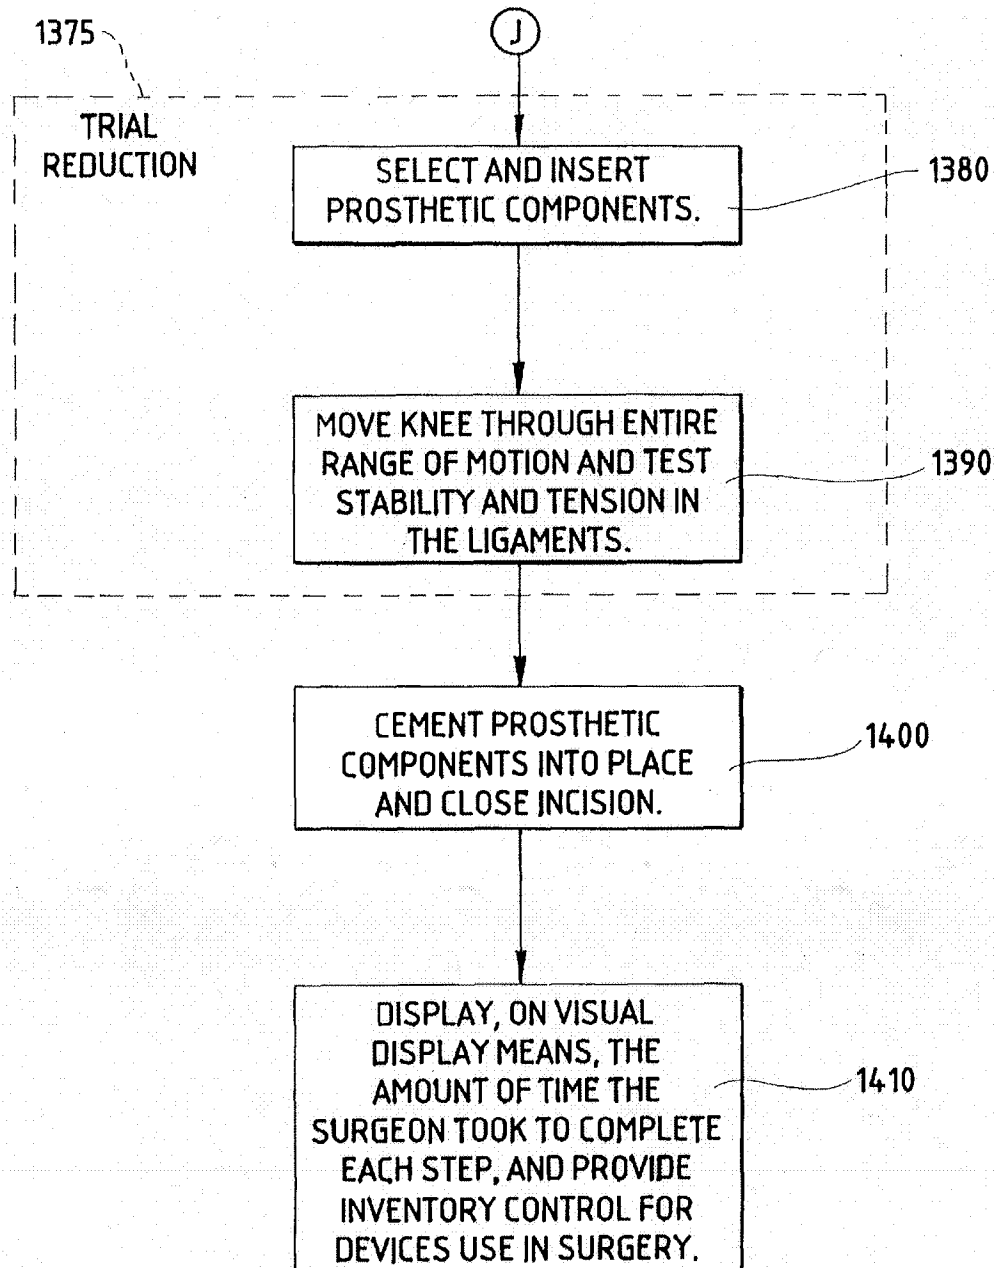 1375
J
TRIAL
REDUCTION
SELECT AND INSERT
PROSTHETIC COMPONENTS.
1380
MOVE KNEE THROUGH ENTIRE
RANGE OF MOTION AND TEST
STABILITY AND TENSION IN
THE LIGAMENTS.
1390
CEMENT PROSTHETIC
COMPONENTS INTO PLACE
AND CLOSE INCISION.
1400
DISPLAY, ON VISUAL
DISPLAY MEANS, THE
AMOUNT OF TIME THE
SURGEON TOOK TO COMPLETE
EACH STEP, AND PROVIDE
INVENTORY CONTROL FOR
DEVICES USE IN SURGERY.
1410